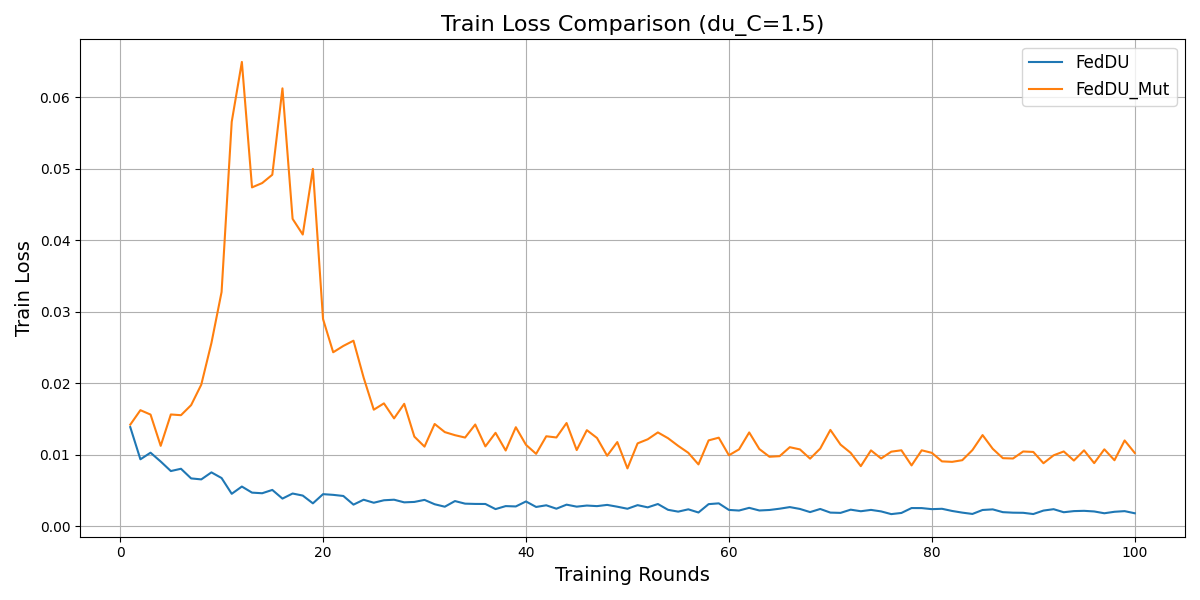 Train Loss Comparison (du_C=1.5)
FedDU
FedDU_Mut
Train Loss
0.06
0.05
0.04
0.03
0.02
0.01
0.00
0 20 40 60 80 100
Training Rounds